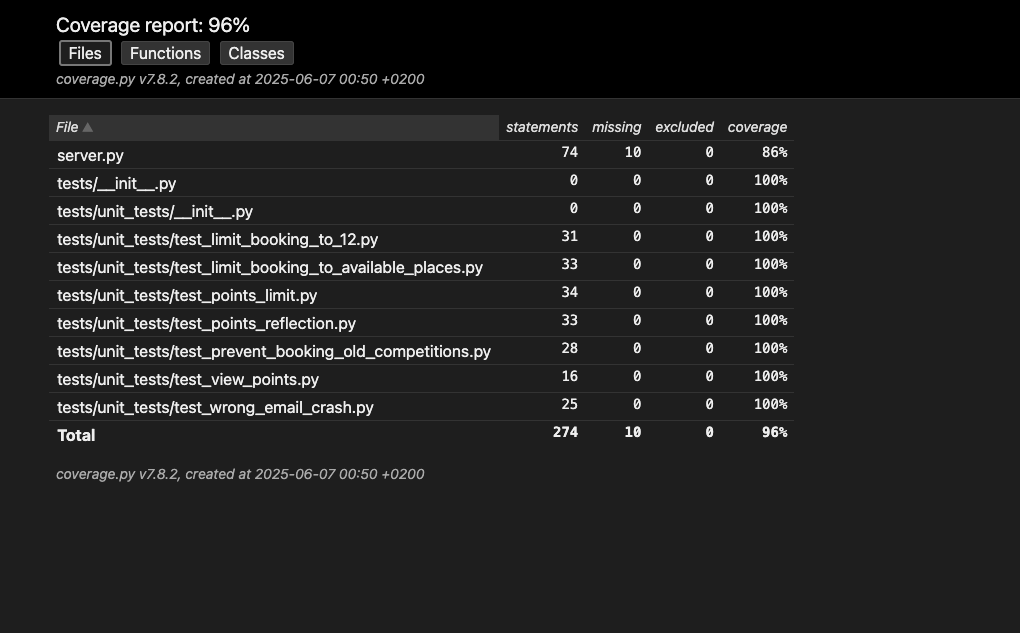 Coverage report: 96%
Files Functions Classes
coverage.py v7.8.2, created at 2025-06-07 00:50 +0200
File ▲ statements missing excluded coverage
server.py 74 10 0 86%
tests/__init__.py 0 0 0 100%
tests/unit_tests/__init__.py 0 0 0 100%
tests/unit_tests/test_limit_booking_to_12.py 31 0 0 100%
tests/unit_tests/test_limit_booking_to_available_places.py 33 0 0 100%
tests/unit_tests/test_points_limit.py 34 0 0 100%
tests/unit_tests/test_points_reflection.py 33 0 0 100%
tests/unit_tests/test_prevent_booking_old_competitions.py 28 0 0 100%
tests/unit_tests/test_view_points.py 16 0 0 100%
tests/unit_tests/test_wrong_email_crash.py 25 0 0 100%
Total 274 10 0 96%
coverage.py v7.8.2, created at 2025-06-07 00:50 +0200